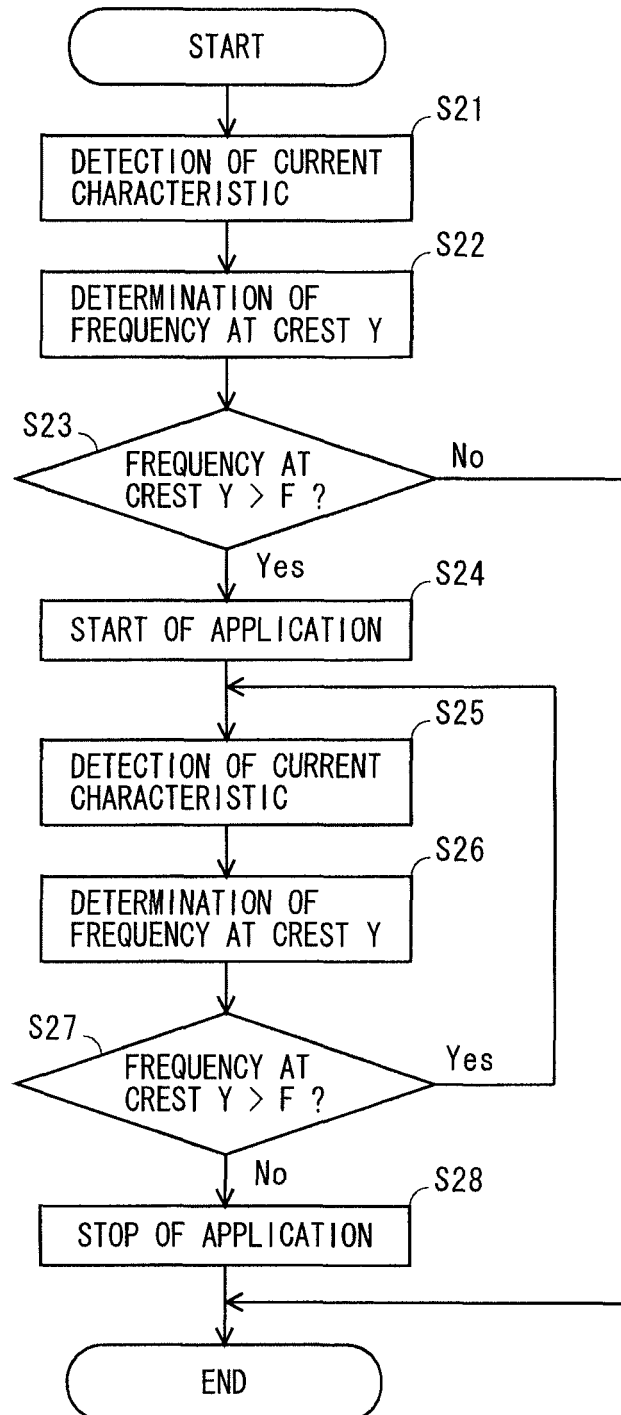 START
S21
DETECTION OF CURRENT
CHARACTERISTIC
S22
DETERMINATION OF
FREQUENCY AT CREST Y
S23
FREQUENCY AT
CREST Y > F ?
No
Yes
S24
START OF APPLICATION
S25
DETECTION OF CURRENT
CHARACTERISTIC
S26
DETERMINATION OF
FREQUENCY AT CREST Y
S27
FREQUENCY AT
CREST Y > F ?
Yes
No
S28
STOP OF APPLICATION
END